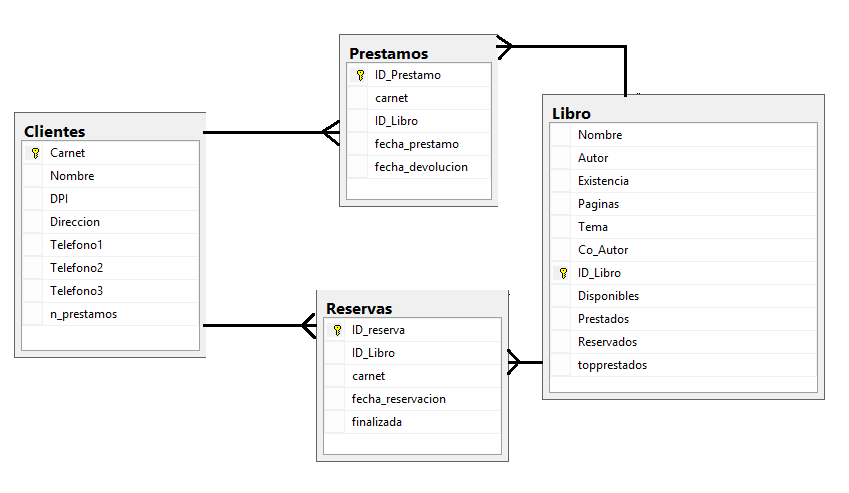 Prestamos
ID_Prestamo
carnet
ID_Libro
fecha_prestamo
fecha_devolucion
Clientes
Carnet
Nombre
DPI
Direccion
Telefono1
Telefono2
Telefono3
n_prestamos
Libro
Nombre
Autor
Existencia
Paginas
Tema
Co_Autor
ID_Libro
Disponibles
Prestados
Reservados
topprestados
Reservas
ID_reserva
ID_Libro
carnet
fecha_reservacion
finalizada